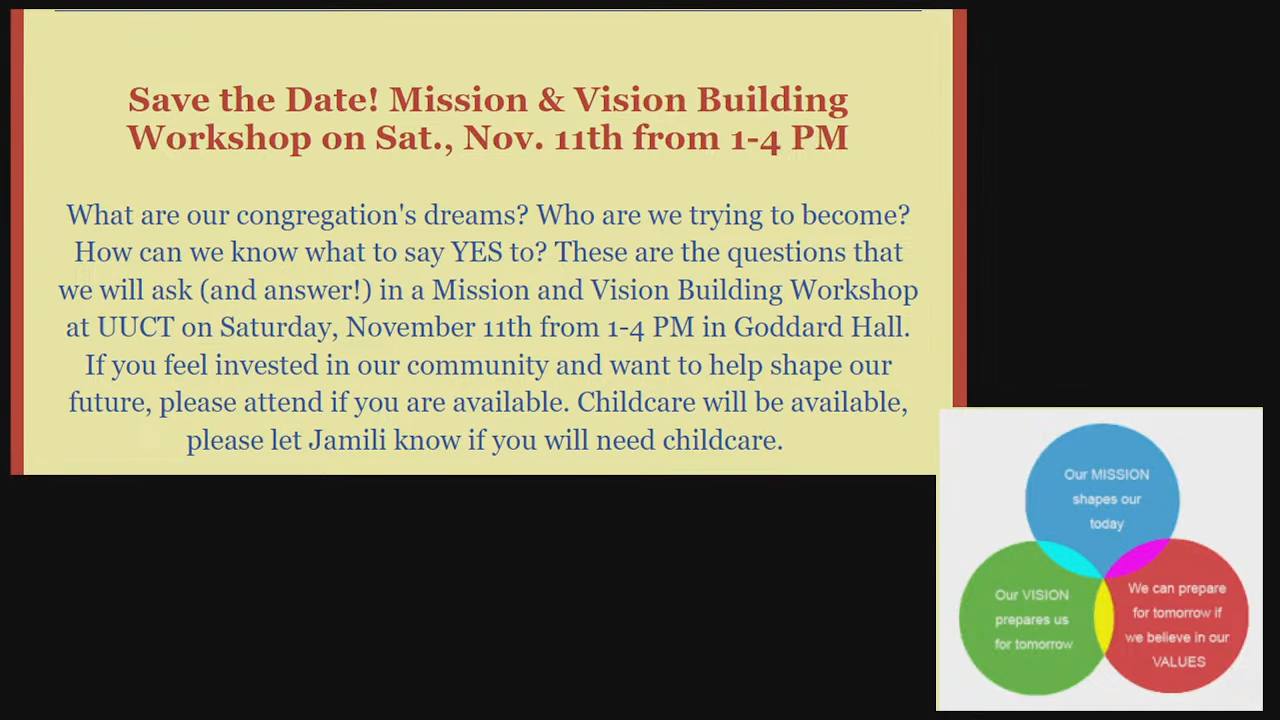 Save the Date! Mission & Vision Building
Workshop on Sat., Nov. 11th from 1-4 PM
What are our congregation's dreams? Who are we trying to become?
How can we know what to say YES to? These are the questions that
we will ask (and answer!) in a Mission and Vision Building Workshop
at UUCT on Saturday, November 11th from 1-4 PM in Goddard Hall.
If you feel invested in our community and want to help shape our
future, please attend if you are available. Childcare will be available,
please let Jamili know if you will need childcare.
Our MISSION
shapes our
today
Our VISION
prepares us
for tomorrow
We can prepare
for tomorrow if
we believe in our
VALUES